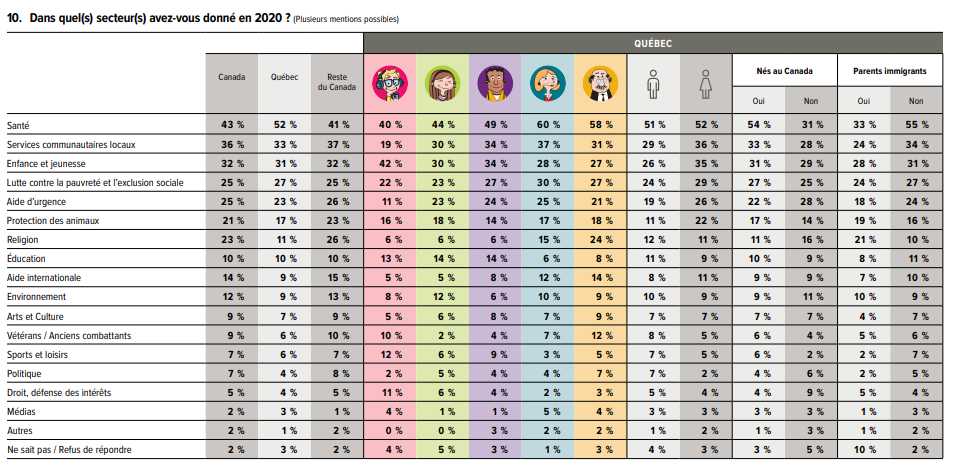 10. Dans quel(s) secteur(s) avez-vous donné en 2020 ? (Plusieurs mentions possibles)
QUÉBEC
Canada Québec Reste du Canada Nés au Canada Parents immigrants
Oui Non Oui Non
Santé 43 % 52 % 41 % 40 % 44 % 49 % 60 % 58 % 51 % 52 % 54 % 31 % 33 % 55 %
Services communautaires locaux 36 % 33 % 37 % 19 % 30 % 34 % 37 % 31 % 29 % 36 % 33 % 28 % 24 % 34 %
Enfance et jeunesse 32 % 31 % 32 % 42 % 30 % 34 % 28 % 27 % 26 % 35 % 31 % 29 % 28 % 31 %
Lutte contre la pauvreté et l'exclusion sociale 25 % 27 % 25 % 22 % 23 % 27 % 30 % 27 % 24 % 29 % 27 % 25 % 24 % 27 %
Aide d'urgence 25 % 23 % 26 % 11 % 23 % 24 % 25 % 21 % 19 % 26 % 22 % 28 % 18 % 24 %
Protection des animaux 21 % 17 % 23 % 16 % 18 % 14 % 17 % 18 % 11 % 22 % 17 % 14 % 19 % 16 %
Religion 23 % 11 % 26 % 6 % 6 % 6 % 15 % 24 % 12 % 11 % 11 % 16 % 21 % 10 %
Éducation 10 % 10 % 10 % 13 % 14 % 14 % 6 % 8 % 11 % 9 % 10 % 9 % 8 % 11 %
Aide internationale 14 % 9 % 15 % 5 % 5 % 8 % 12 % 14 % 8 % 11 % 9 % 9 % 7 % 10 %
Environnement 12 % 9 % 13 % 8 % 12 % 6 % 10 % 9 % 10 % 9 % 9 % 11 % 10 % 9 %
Arts et Culture 9 % 7 % 9 % 5 % 6 % 8 % 7 % 9 % 7 % 7 % 7 % 7 % 4 % 7 %
Vétérans / Anciens combattants 9 % 6 % 10 % 10 % 2 % 4 % 7 % 12 % 8 % 5 % 6 % 4 % 5 % 6 %
Sports et loisirs 7 % 6 % 7 % 12 % 6 % 9 % 3 % 5 % 7 % 5 % 6 % 2 % 2 % 7 %
Politique 7 % 4 % 8 % 2 % 5 % 4 % 4 % 7 % 7 % 2 % 4 % 6 % 2 % 5 %
Droit, défense des intérêts 5 % 4 % 5 % 11 % 6 % 4 % 2 % 3 % 5 % 4 % 4 % 9 % 5 % 4 %
Médias 2 % 3 % 1 % 4 % 1 % 1 % 5 % 4 % 3 % 3 % 3 % 3 % 1 % 3 %
Autres 2 % 1 % 2 % 0 % 0 % 3 % 2 % 2 % 1 % 2 % 1 % 3 % 1 % 2 %
Ne sait pas / Refus de répondre 2 % 3 % 2 % 4 % 5 % 3 % 1 % 3 % 4 % 3 % 3 % 5 % 10 % 2 %